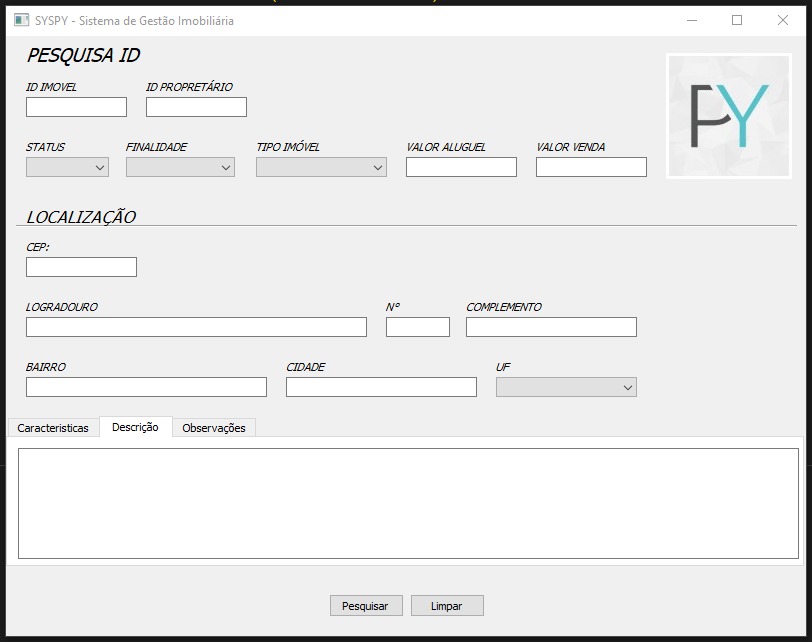 SYSPY - Sistema de Gestão Imobiliária
PESQUISA ID
ID IMOVEL
ID PROPRETÁRIO
PY
STATUS
FINALIDADE
TIPO IMÓVEL
VALOR ALUGUEL
VALOR VENDA
LOCALIZAÇÃO
CEP:
LOGRADOURO
Nº
COMPLEMENTO
BAIRRO
CIDADE
UF
Caracteristicas
Descrição
Observações
Pesquisar
Limpar